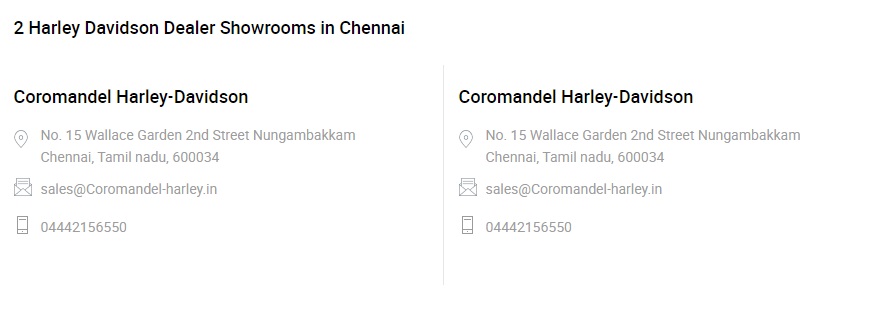 2 Harley Davidson Dealer Showrooms in Chennai
Coromandel Harley-Davidson
No. 15 Wallace Garden 2nd Street Nungambakkam
Chennai, Tamil nadu, 600034
sales@Coromandel-harley.in
04442156550
Coromandel Harley-Davidson
No. 15 Wallace Garden 2nd Street Nungambakkam
Chennai, Tamil nadu, 600034
sales@Coromandel-harley.in
04442156550